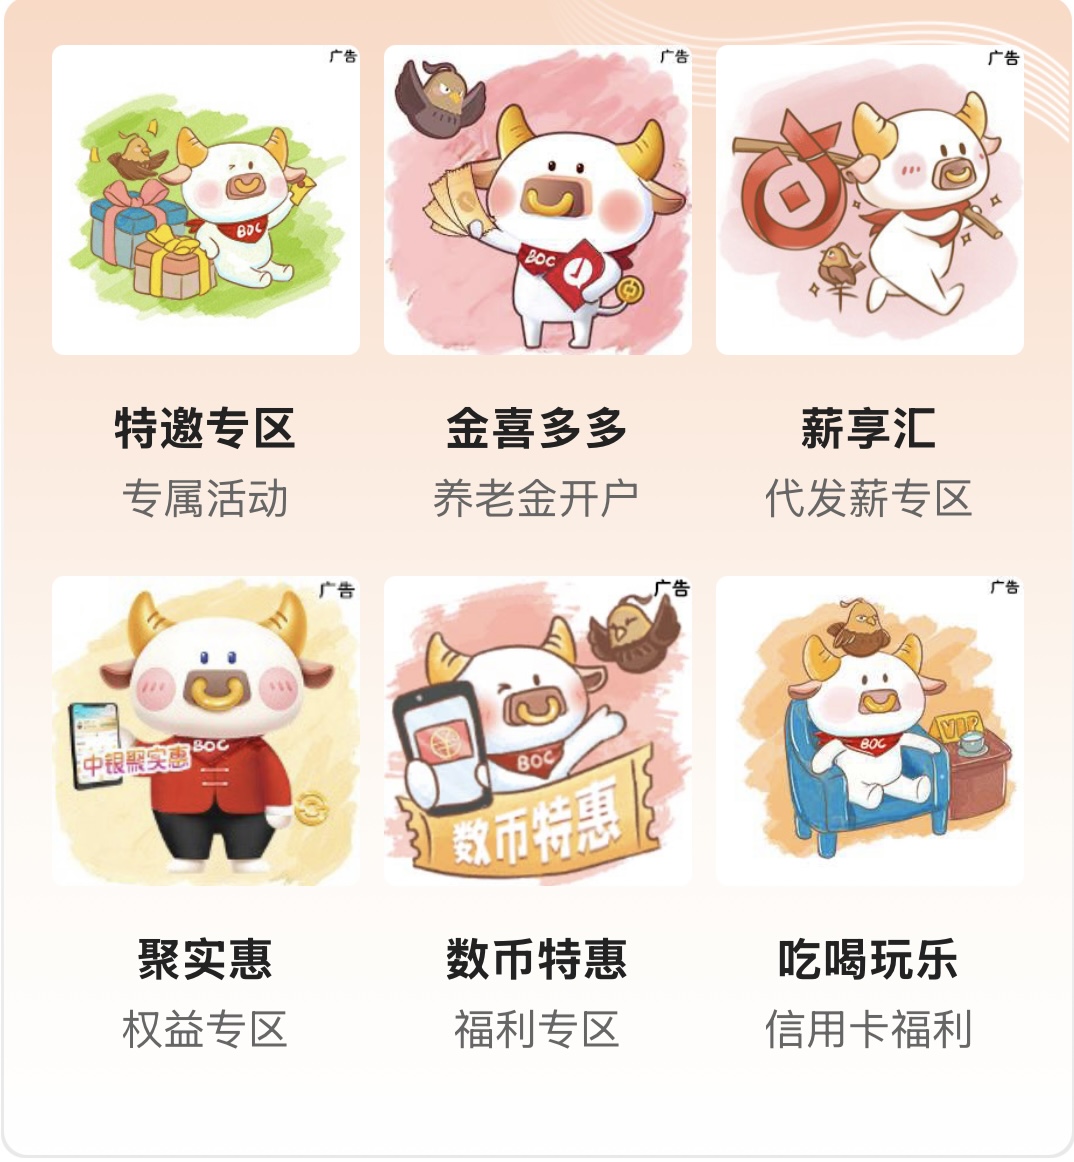 广告
广告
广告
BOC
BOC
特邀专区
金喜多多
薪享汇
专属活动
养老金开户
代发薪专区
广告
广告
广告
BOC
中银聚实惠
BOC
数币特惠
VIP
BOC
聚实惠
数币特惠
吃喝玩乐
权益专区
福利专区
信用卡福利